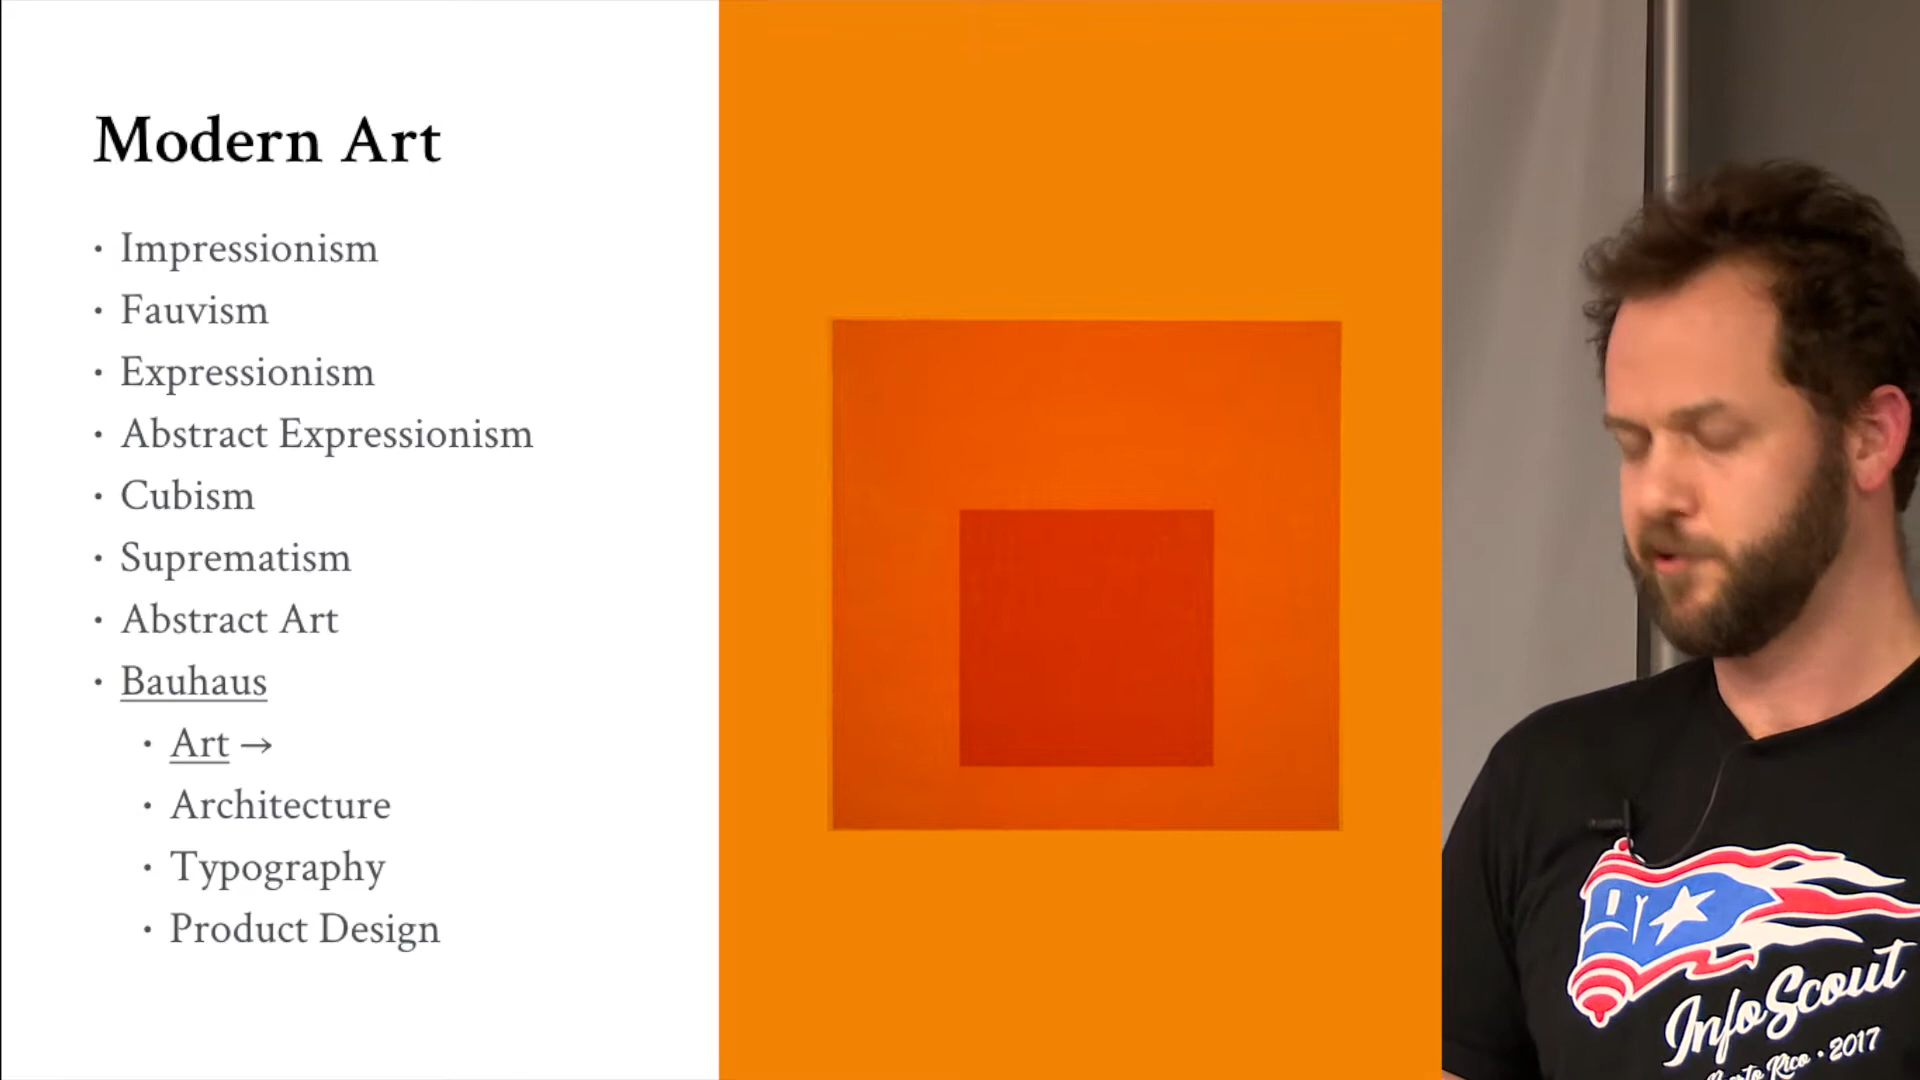 Modern Art
• Impressionism
• Fauvism
• Expressionism
• Abstract Expressionism
• Cubism
• Suprematism
• Abstract Art
• Bauhaus
• Art →
• Architecture
• Typography
• Product Design
InfoScout
Rico • 2017